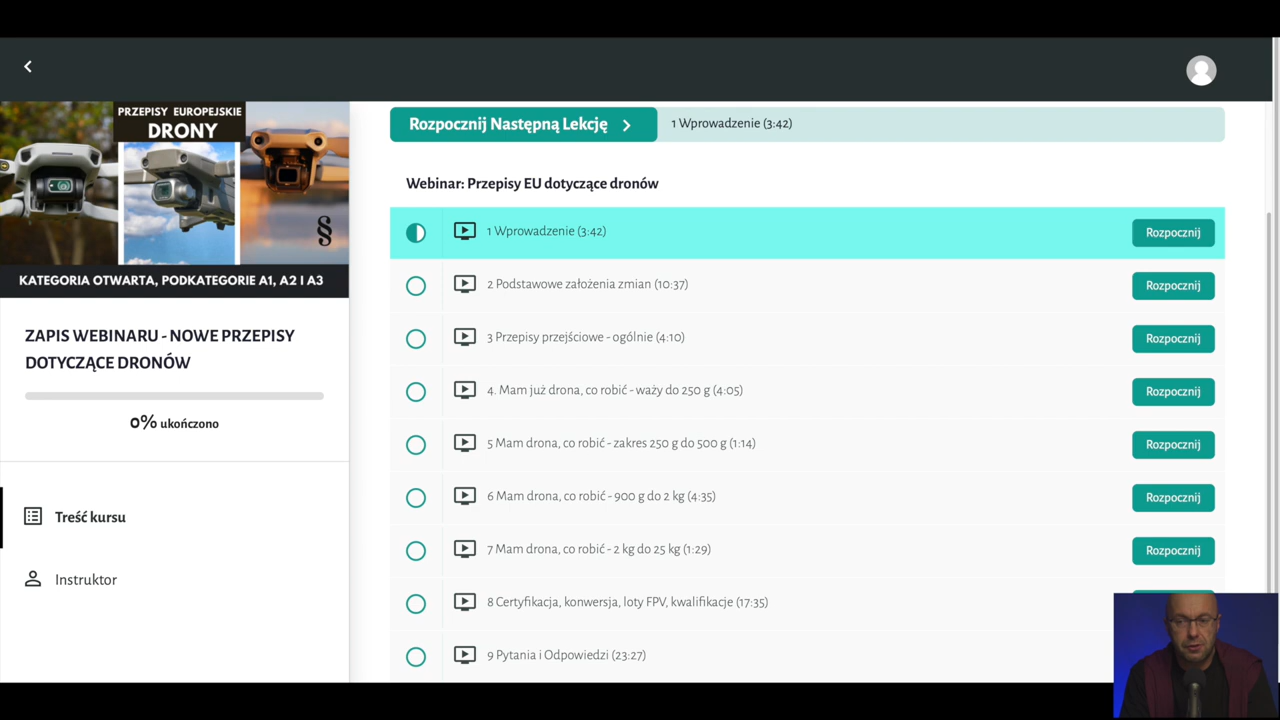 PRZEPISY EUROPEJSKIE
DRONY
§
KATEGORIA OTWARTA, PODKATEGORIE A1, A2 I A3
ZAPIS WEBINARU - NOWE PRZEPISY
DOTYCZĄCE DRONÓW
0% ukończono
Treść kursu
Instruktor
Rozpocznij Następną Lekcję
1 Wprowadzenie (3:42)
Webinar: Przepisy EU dotyczące dronów
1 Wprowadzenie (3:42) Rozpocznij
2 Podstawowe założenia zmian (10:37) Rozpocznij
3 Przepisy przejściowe - ogólnie (4:10) Rozpocznij
4. Mam już drona, co robić - waży do 250 g (4:05) Rozpocznij
5 Mam drona, co robić - zakres 250 g do 500 g (1:14) Rozpocznij
6 Mam drona, co robić - 900 g do 2 kg (4:35) Rozpocznij
7 Mam drona, co robić - 2 kg do 25 kg (1:29) Rozpocznij
8 Certyfikacja, konwersja, loty FPV, kwalifikacje (17:35)
9 Pytania i Odpowiedzi (23:27)